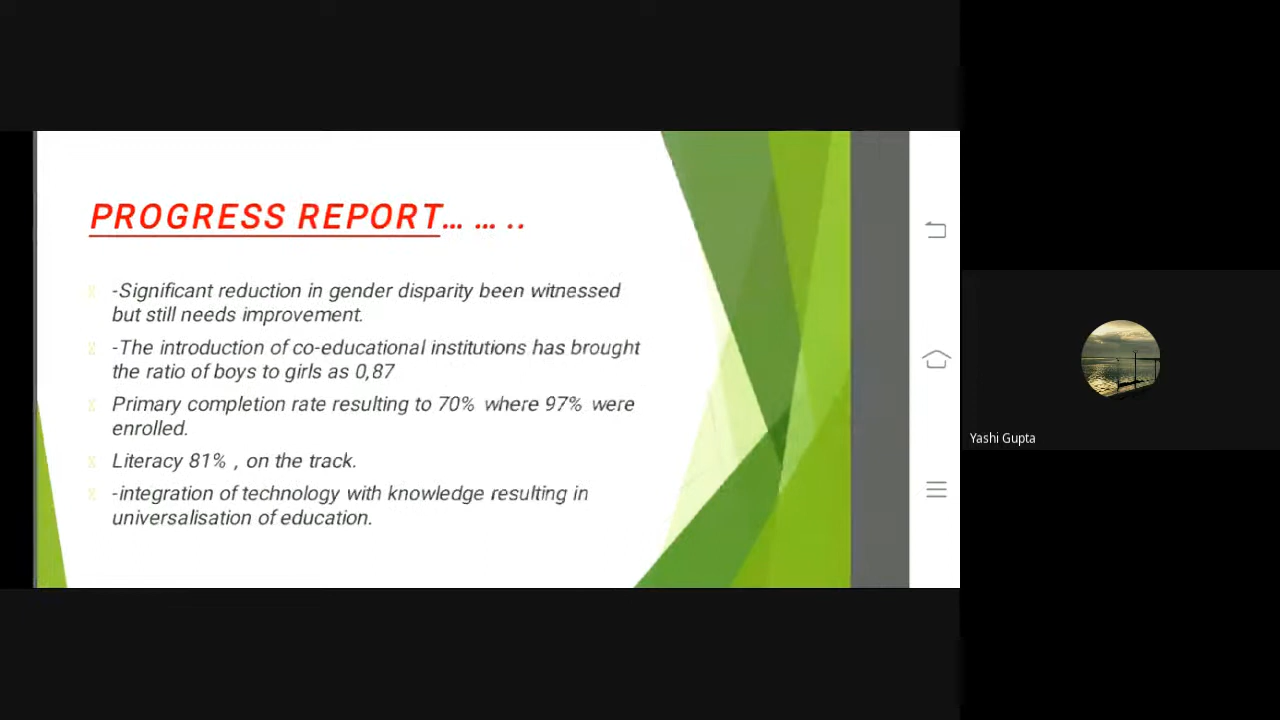 PROGRESS REPORT... ... ..
-Significant reduction in gender disparity been witnessed
but still needs improvement.
-The introduction of co-educational institutions has brought
the ratio of boys to girls as 0,87
Primary completion rate resulting to 70% where 97% were
enrolled.
Literacy 81% , on the track.
-integration of technology with knowledge resulting in
universalisation of education.
Yashi Gupta